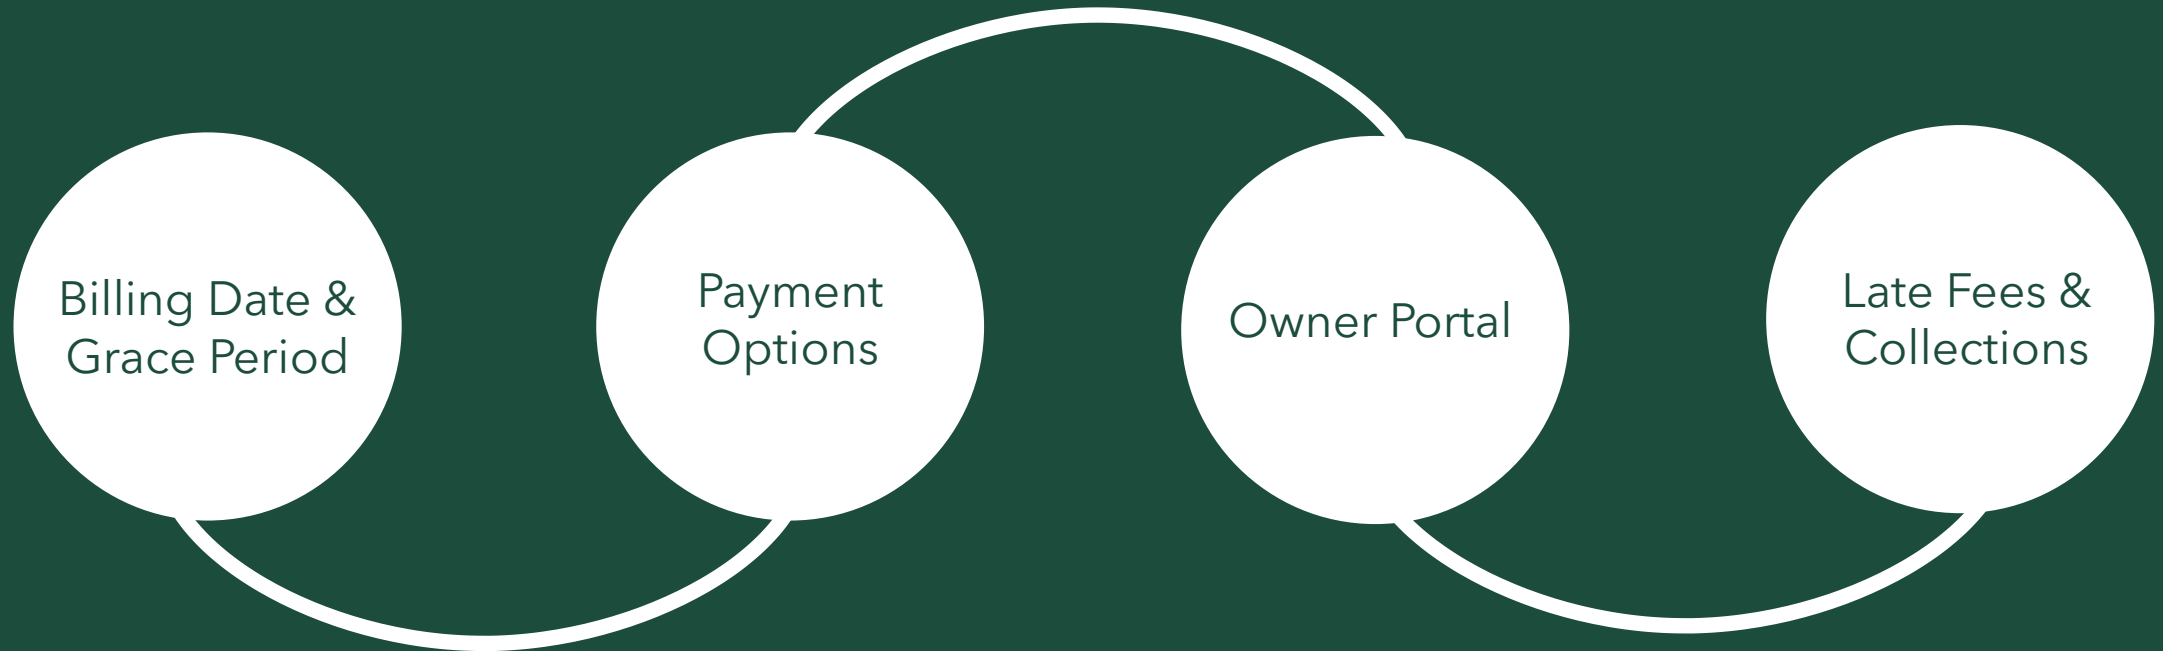 Billing Date &
Grace Period
Payment
Options
Owner Portal
Late Fees &
Collections